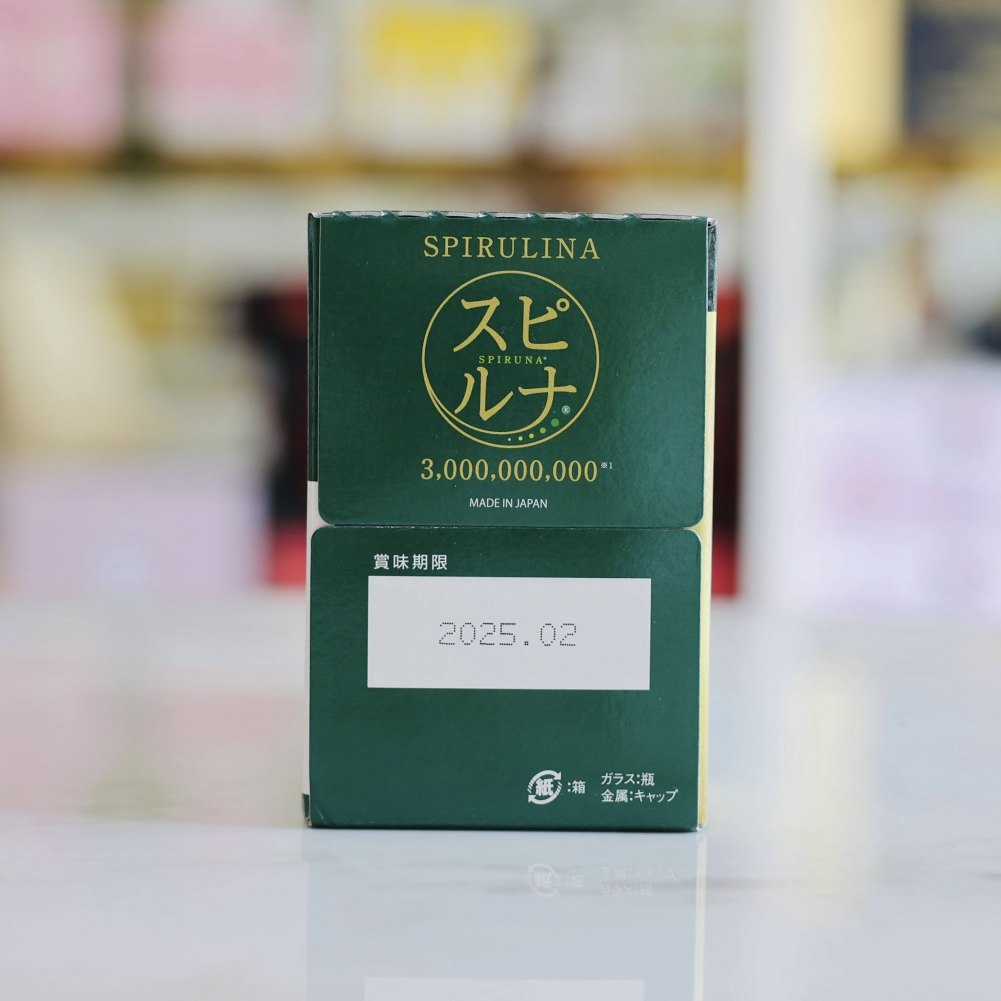 SPIRULINA
スピ
SPIRUNA®
ルナ®
3,000,000,000※1
MADE IN JAPAN
賞味期限
2025.02
紙:箱
ガラス:瓶
金属:キャップ